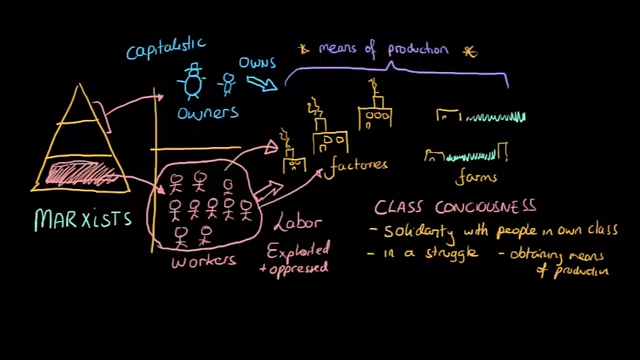 Capitalistic
OWNS
Owners
* means of production *
factories
farms
MARXISTS
workers
Labor
Exploited
+ oppressed
CLASS CONCIOUSNESS
- Solidarity with people in own class
- in a struggle - obtaining means
of production